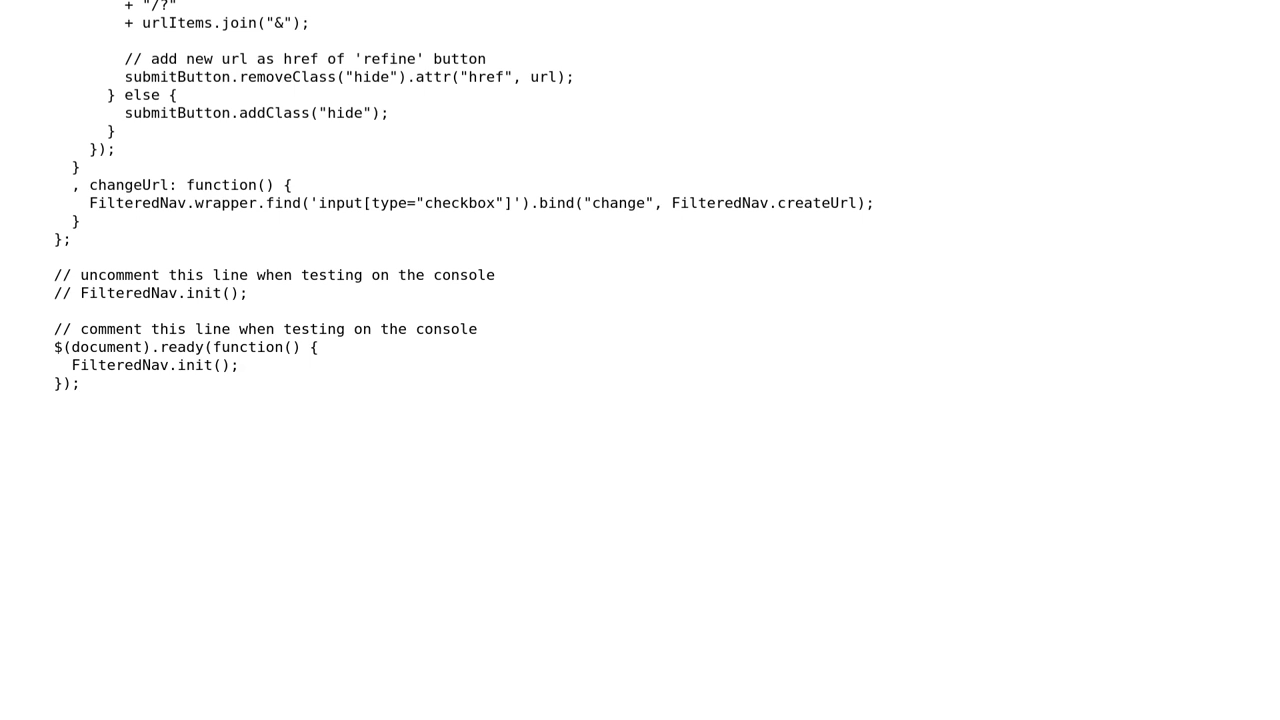 + "/?"
+ urlItems.join("&");

// add new url as href of 'refine' button
submitButton.removeClass("hide").attr("href", url);
} else {
submitButton.addClass("hide");
}
});
}
, changeUrl: function() {
FilteredNav.wrapper.find('input[type="checkbox"]').bind("change", FilteredNav.createUrl);
}
};

// uncomment this line when testing on the console
// FilteredNav.init();

// comment this line when testing on the console
$(document).ready(function() {
FilteredNav.init();
});